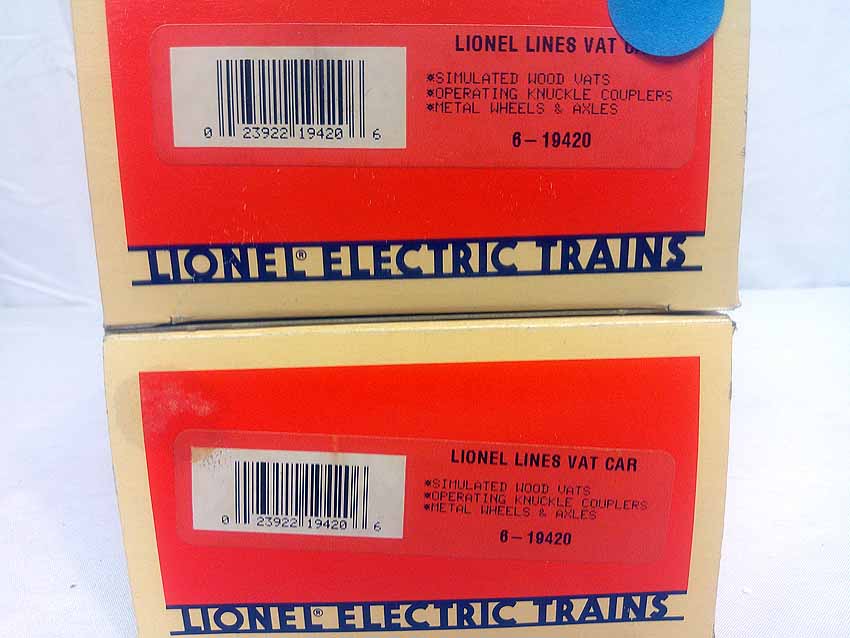 LIONEL LINES VAT
*SIMULATED WOOD VATS
*OPERATING KNUCKLE COUPLERS
*METAL WHEELS & AXLES
0 23922 19420 6
6-19420
LIONEL® ELECTRIC TRAINS
LIONEL LINES VAT CAR
*SIMULATED WOOD VATS
*OPERATING KNUCKLE COUPLERS
*METAL WHEELS & AXLES
0 23922 19420 6
6-19420
LIONEL® ELECTRIC TRAINS